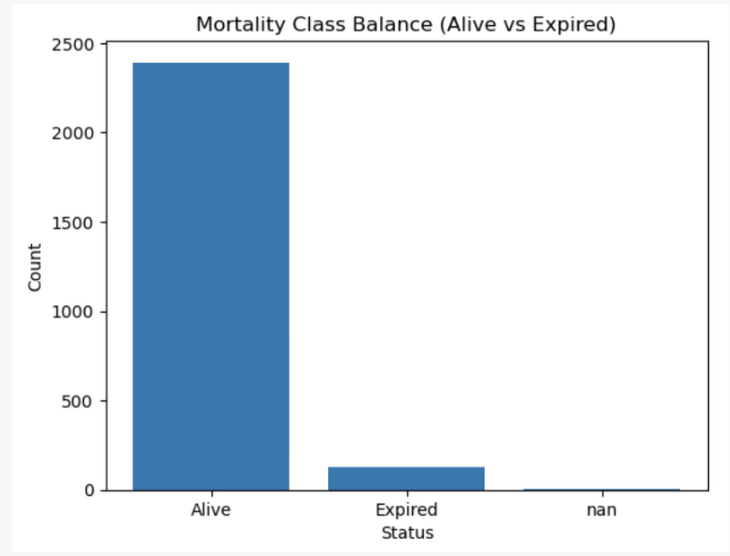 Mortality Class Balance (Alive vs Expired)
2500
2000
1500
1000
500
0
Count
Alive Expired nan
Status